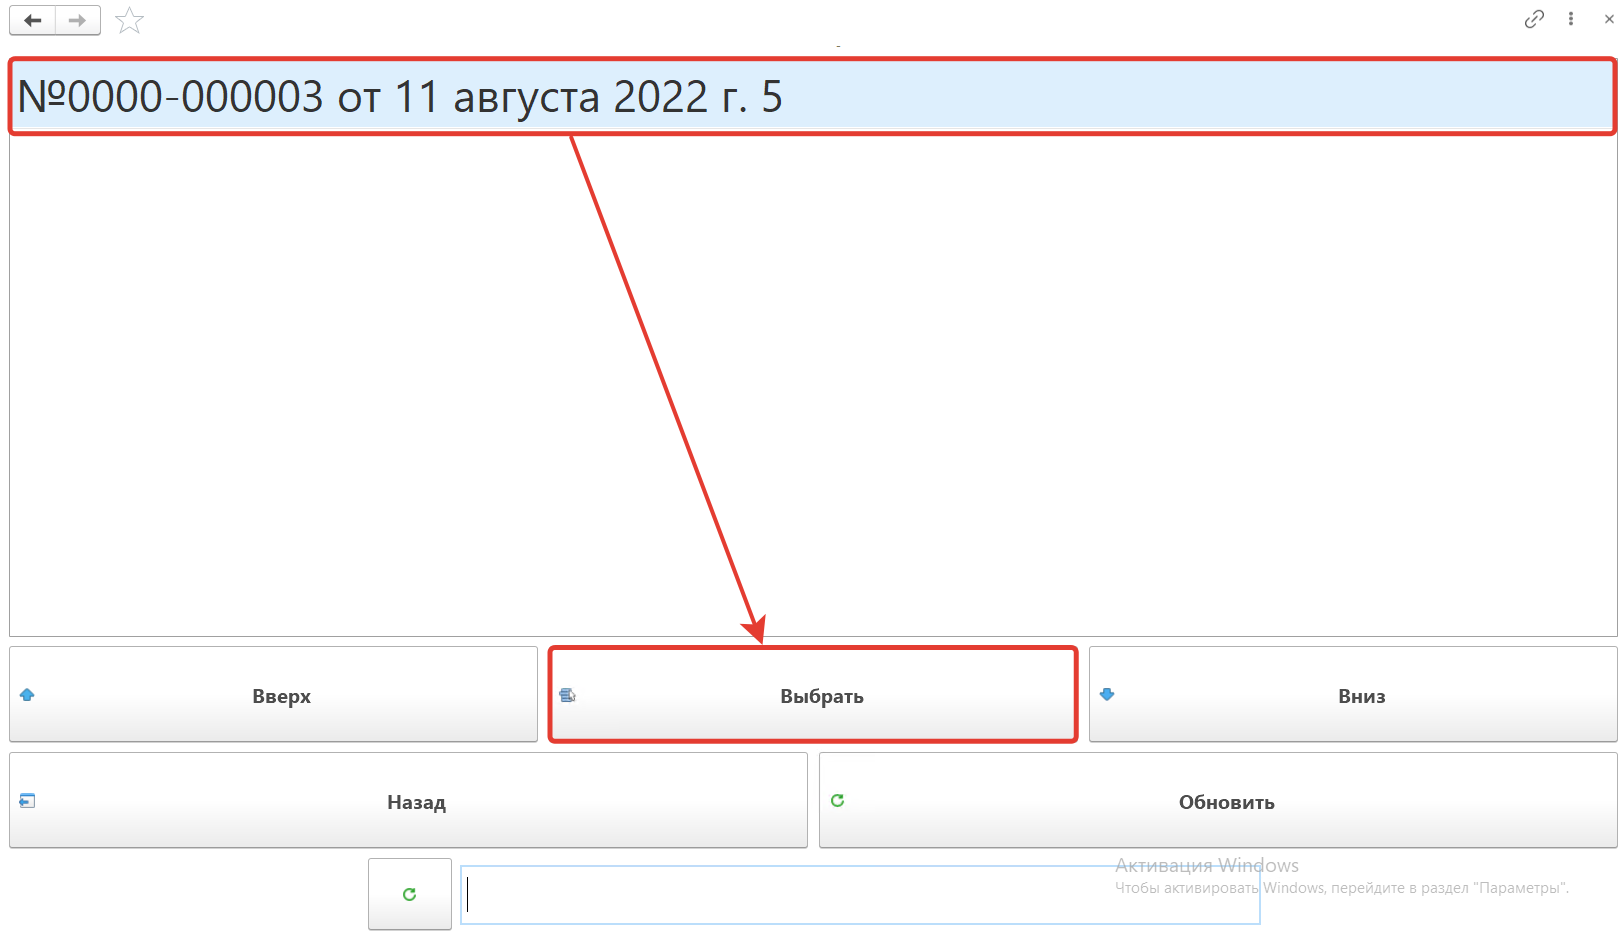 №0000-000003 от 11 августа 2022 г. 5
Вверх
Выбрать
Вниз
Назад
Обновить
Активация Windows
Чтобы активировать Windows, перейдите в раздел "Параметры".